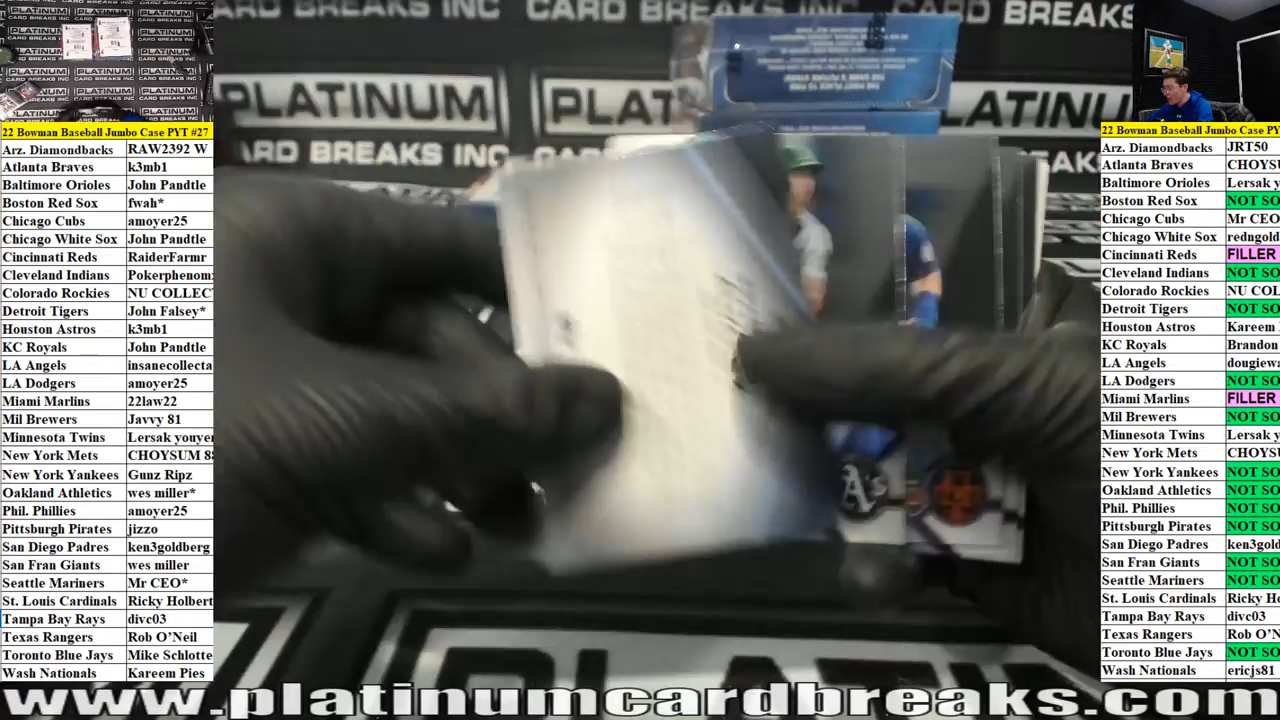 PLATINUM
CARD BREAKS INC
22 Bowman Baseball Jumbo Case PYT #27
Arz. Diamondbacks RAW2392 W
Atlanta Braves k3mb1
Baltimore Orioles John Pandtle
Boston Red Sox fwah*
Chicago Cubs amoyer25
Chicago White Sox John Pandtle
Cincinnati Reds RaiderFarmr
Cleveland Indians Pokerphenom
Colorado Rockies NU COLLEC
Detroit Tigers John Falsey*
Houston Astros k3mb1
KC Royals John Pandtle
LA Angels insanecollecta
LA Dodgers amoyer25
Miami Marlins 22law22
Mil Brewers Javvy 81
Minnesota Twins Lersak youyer
New York Mets CHOYSUM 88
New York Yankees Gunz Ripz
Oakland Athletics wes miller*
Phil. Phillies amoyer25
Pittsburgh Pirates jizzo
San Diego Padres ken3goldberg
San Fran Giants wes miller
Seattle Mariners Mr CEO*
St. Louis Cardinals Ricky Holbert
Tampa Bay Rays divc03
Texas Rangers Rob O'Neil
Toronto Blue Jays Mike Schlotte
Wash Nationals Kareem Pies
22 Bowman Baseball Jumbo Case PY
Arz. Diamondbacks JRT50
Atlanta Braves CHOYSU
Baltimore Orioles Lersak y
Boston Red Sox NOT SO
Chicago Cubs Mr CEO
Chicago White Sox redngold
Cincinnati Reds FILLER
Cleveland Indians NOT SO
Colorado Rockies NU COL
Detroit Tigers NOT SO
Houston Astros Kareem
KC Royals Brandon
LA Angels dougiewa
LA Dodgers NOT SO
Miami Marlins FILLER
Mil Brewers NOT SO
Minnesota Twins Lersak y
New York Mets CHOYSU
New York Yankees NOT SO
Oakland Athletics NOT SO
Phil. Phillies NOT SO
Pittsburgh Pirates NOT SO
San Diego Padres ken3gold
San Fran Giants NOT SO
Seattle Mariners NOT SO
St. Louis Cardinals Ricky Ho
Tampa Bay Rays divc03
Texas Rangers Rob O'N
Toronto Blue Jays NOT SO
Wash Nationals ericjs81
www.platinumcardbreaks.com